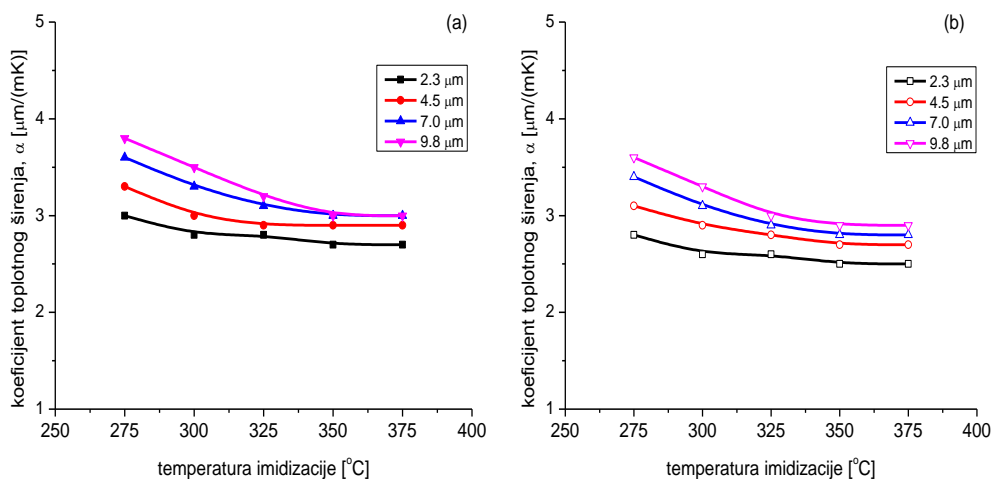 (a)
koeficijent toplotnog širenja, α [μm/(mK)]
5
4
3
2
1
2.3 μm
4.5 μm
7.0 μm
9.8 μm
250 275 300 325 350 375 400
temperatura imidizacije [°C]
(b)
koeficijent toplotnog širenja, α [μm/(mK)]
5
4
3
2
1
2.3 μm
4.5 μm
7.0 μm
9.8 μm
250 275 300 325 350 375 400
temperatura imidizacije [°C]